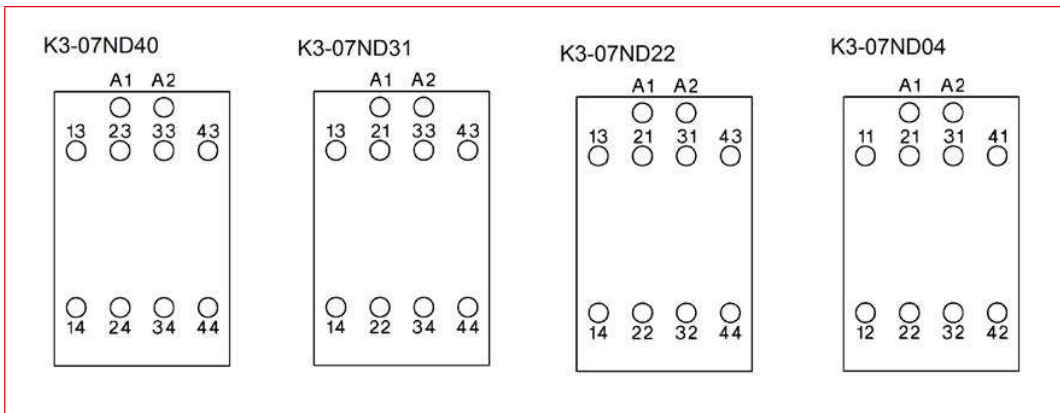 K3-07ND40
A1 A2
13 23 33 43
14 24 34 44
K3-07ND31
A1 A2
13 21 33 43
14 22 34 44
K3-07ND22
A1 A2
13 21 31 43
14 22 32 44
K3-07ND04
A1 A2
11 21 31 41
12 22 32 42